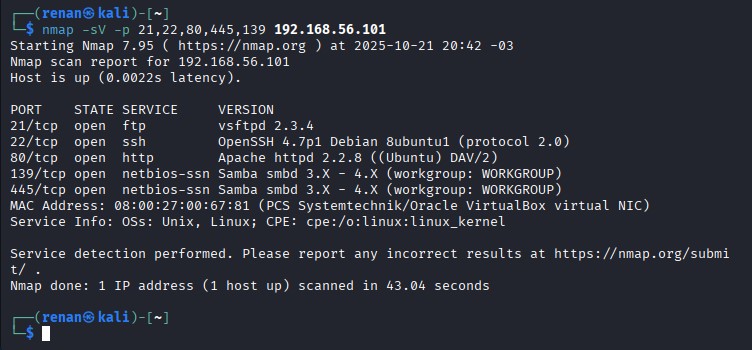 ┌──(renan㉿kali)-[~]
└─$ nmap -sV -p 21,22,80,445,139 192.168.56.101
Starting Nmap 7.95 ( https://nmap.org ) at 2025-10-21 20:42 -03
Nmap scan report for 192.168.56.101
Host is up (0.0022s latency).

PORT    STATE SERVICE     VERSION
21/tcp  open  ftp         vsftpd 2.3.4
22/tcp  open  ssh         OpenSSH 4.7p1 Debian 8ubuntu1 (protocol 2.0)
80/tcp  open  http        Apache httpd 2.2.8 ((Ubuntu) DAV/2)
139/tcp open  netbios-ssn Samba smbd 3.X - 4.X (workgroup: WORKGROUP)
445/tcp open  netbios-ssn Samba smbd 3.X - 4.X (workgroup: WORKGROUP)
MAC Address: 08:00:27:00:67:81 (PCS Systemtechnik/Oracle VirtualBox virtual NIC)
Service Info: OSs: Unix, Linux; CPE: cpe:/o:linux:linux_kernel

Service detection performed. Please report any incorrect results at https://nmap.org/submi
t/ .
Nmap done: 1 IP address (1 host up) scanned in 43.04 seconds

┌──(renan㉿kali)-[~]
└─$